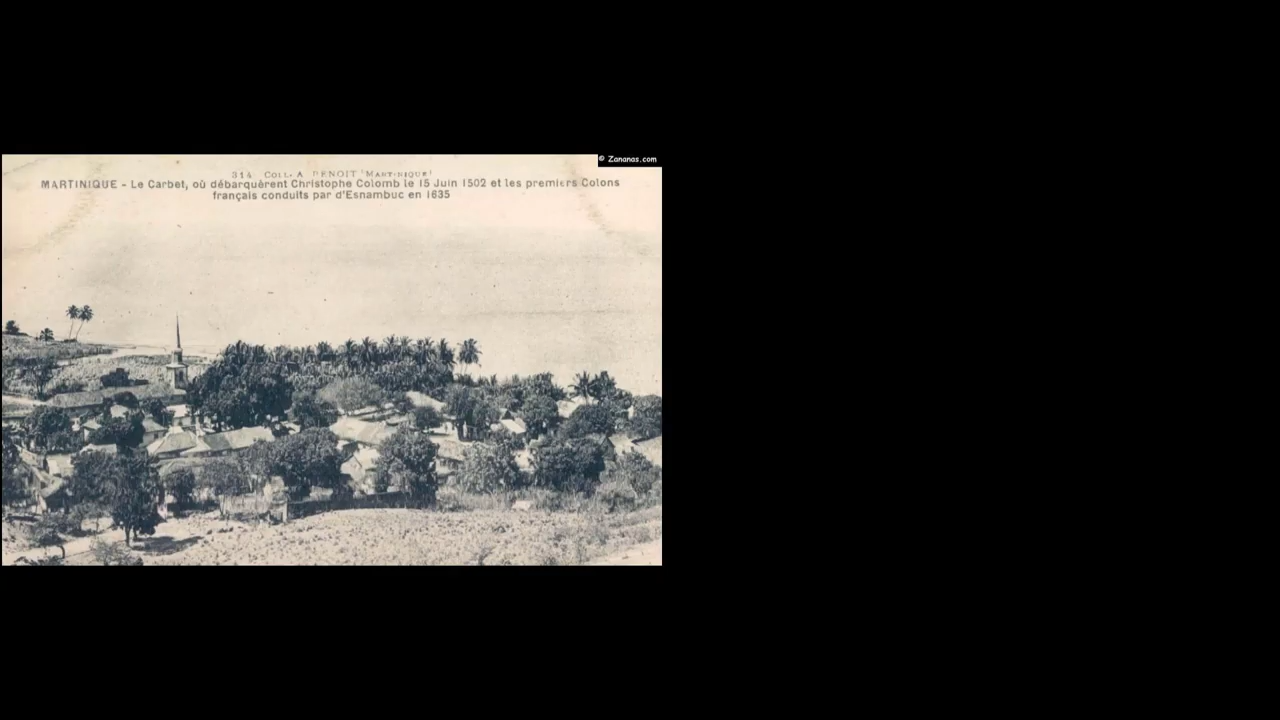 © Zananas.com
314 COLL. A. BENOIT (MARTINIQUE)
MARTINIQUE - Le Carbet, où débarquèrent Christophe Colomb le 15 Juin 1502 et les premiers Colons
français conduits par d'Esnambuc en 1635